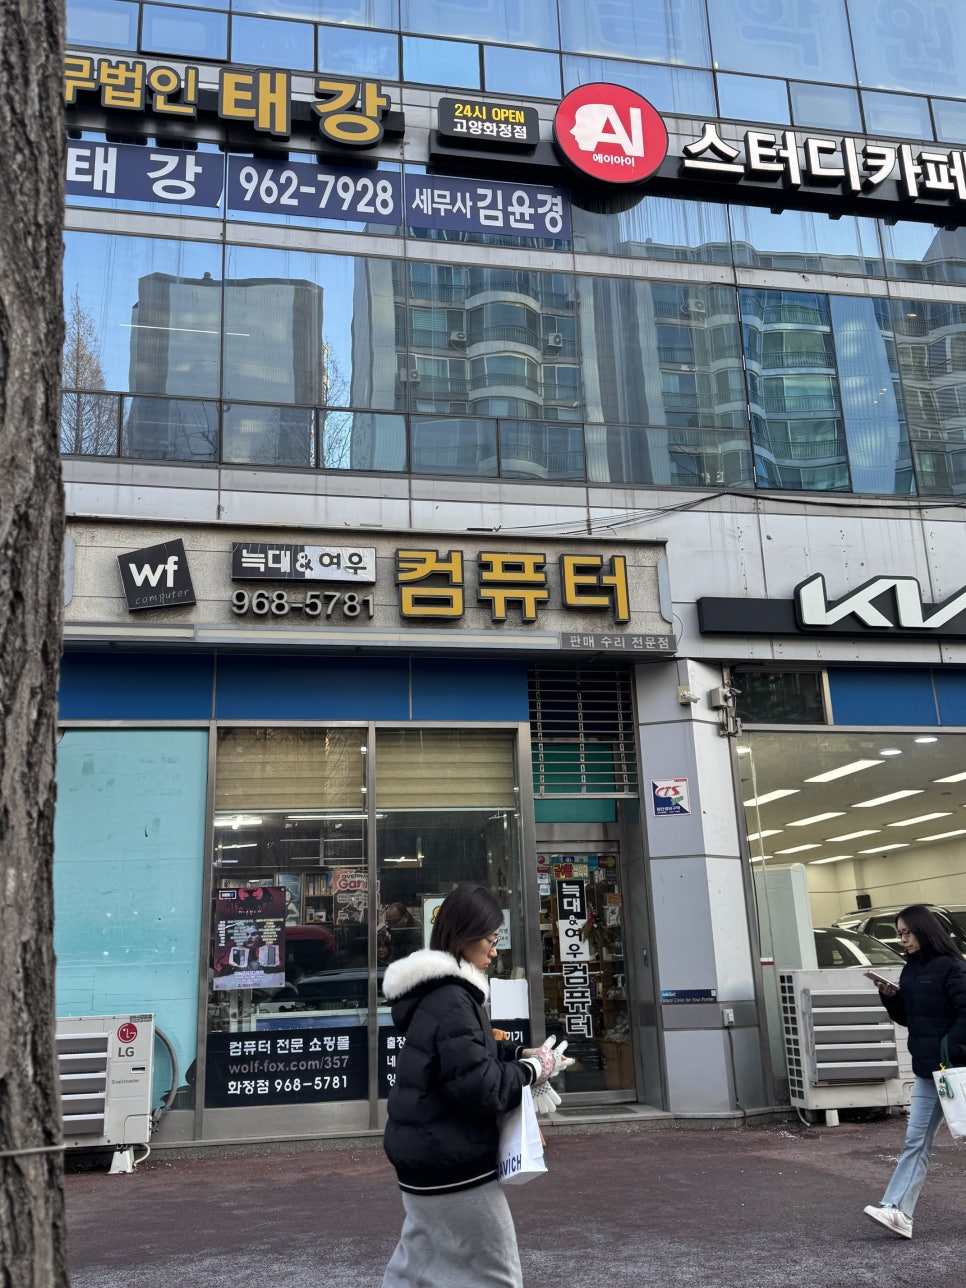 무법인 태강
24시 OPEN
고양화정점
AI
에이아이
스터디카페
태강, 962-7928 세무사 김윤경
wf
computer
늑대&여우
968-5781
컴퓨터
판매 수리 전문점
KIA
CTS
늑대&여우컴퓨터
DIABLO
컴퓨터 전문 쇼핑몰
wolf-fox.com/357
화정점 968-5781
LG
AVICH